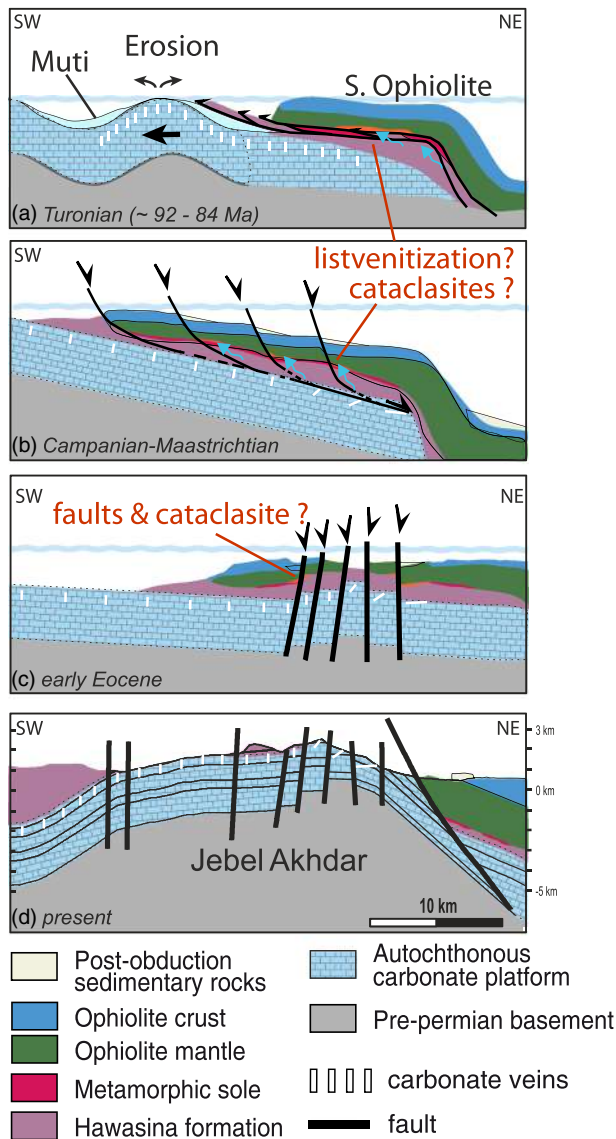 SW
NE
Erosion
Muti
S. Ophiolite
(a) Turonian (~ 92 - 84 Ma)
SW
listvenitization?
cataclasites ?
(b) Campanian-Maastrichtian
SW
NE
faults & cataclasite ?
(c) early Eocene
SW
NE
3 km
0 km
Jebel Akhdar
-5 km
10 km
(d) present
Post-obduction
sedimentary rocks
Ophiolite crust
Ophiolite mantle
Metamorphic sole
Hawasina formation
Autochthonous
carbonate platform
Pre-permian basement
carbonate veins
fault